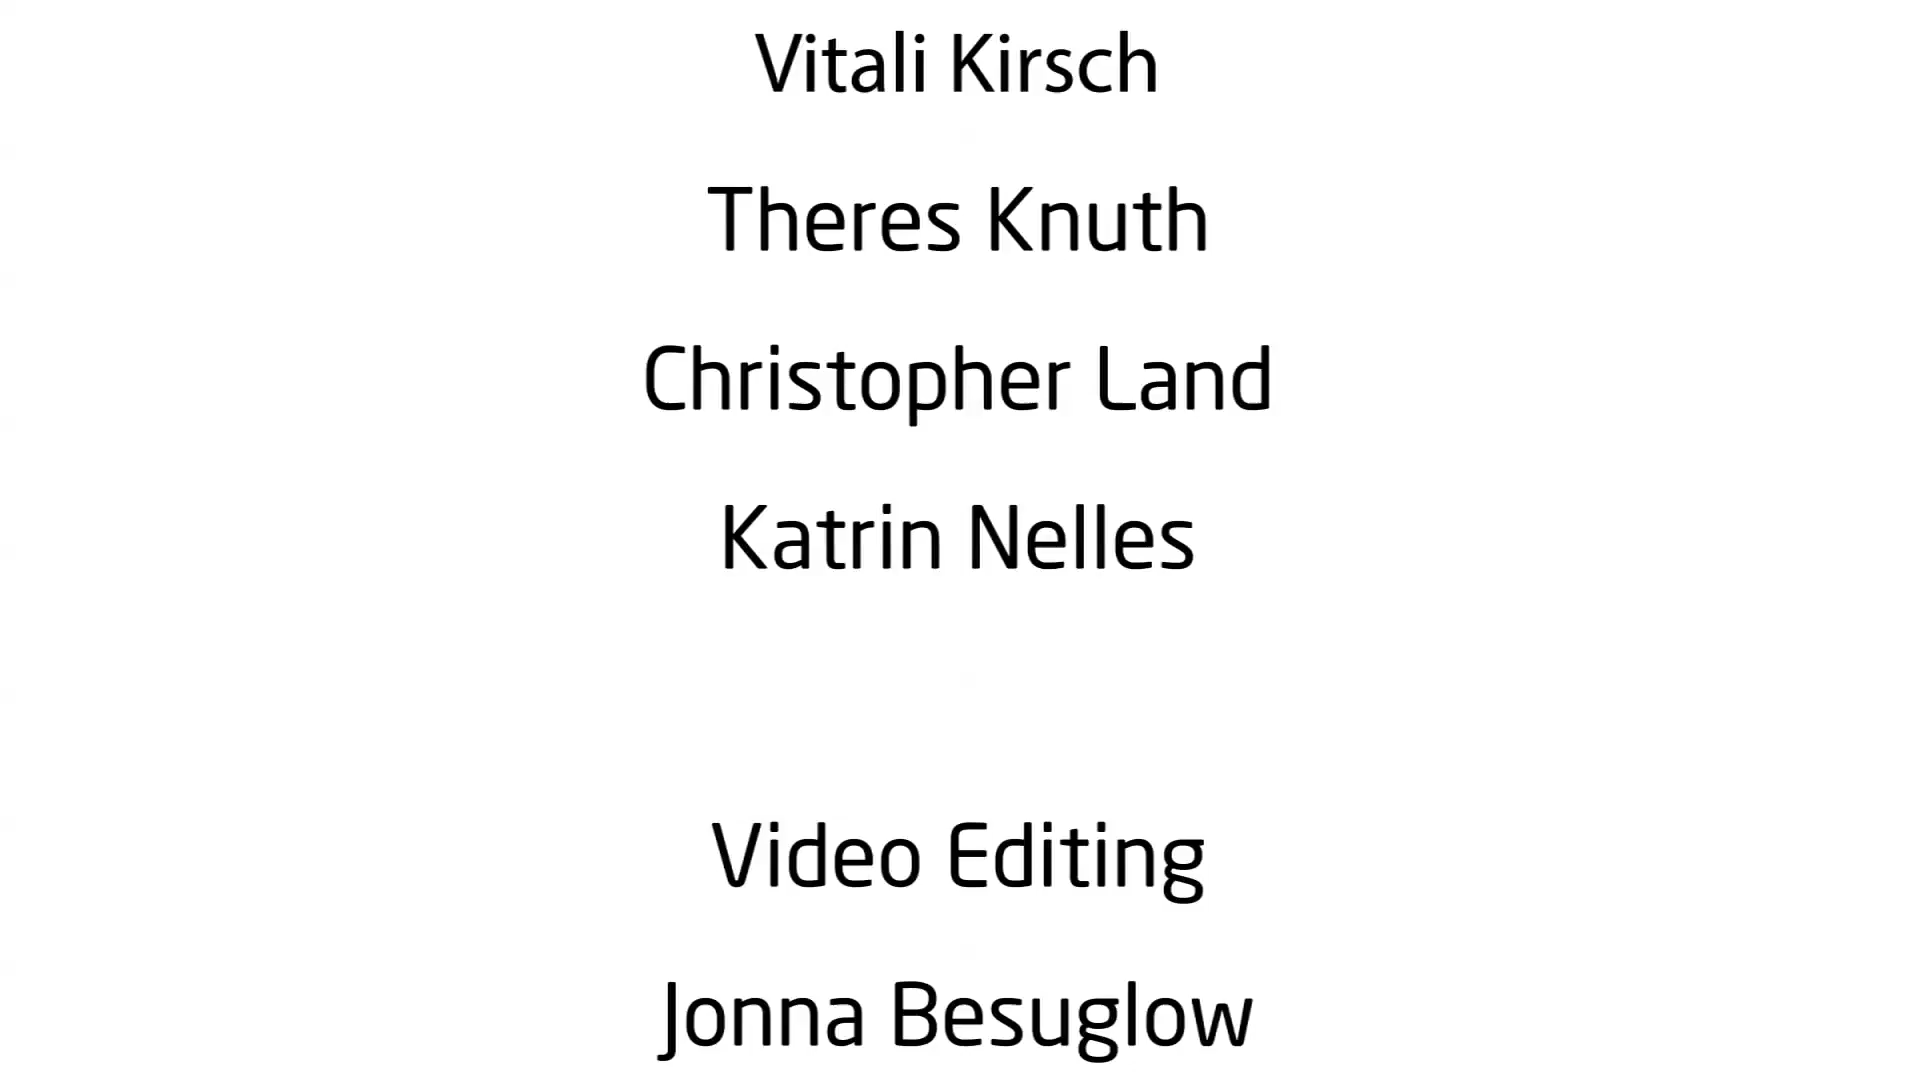 Vitali Kirsch
Theres Knuth
Christopher Land
Katrin Nelles
Video Editing
Jonna Besuglow